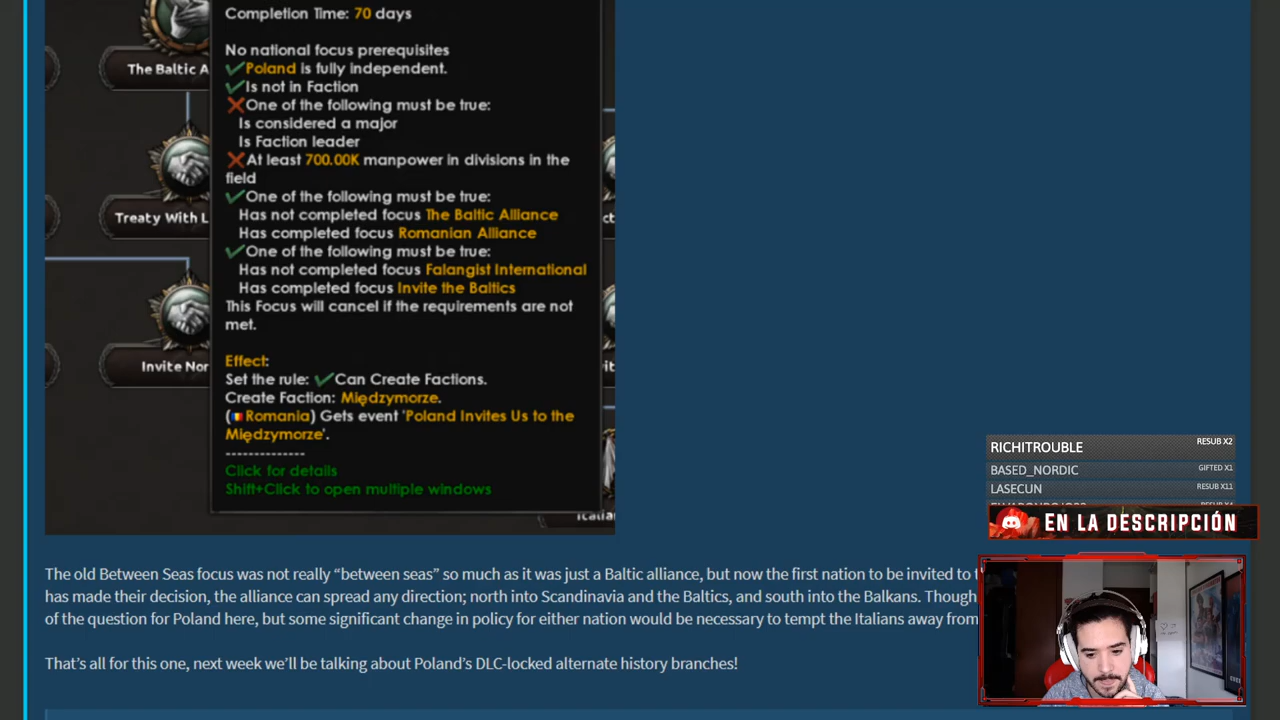 Completion Time: 70 days
No national focus prerequisites
Poland is fully independent.
Is not in Faction
One of the following must be true:
Is considered a major
Is Faction leader
At least 700.00K manpower in divisions in the
field
One of the following must be true:
Has not completed focus The Baltic Alliance
Has completed focus Romanian Alliance
One of the following must be true:
Has not completed focus Falangist International
Has completed focus Invite the Baltics
This Focus will cancel if the requirements are not
met.
Effect:
Set the rule: Can Create Factions.
Create Faction: Międzymorze.
(Romania) Gets event 'Poland Invites Us to the
Międzymorze'.
--------------
Click for details
Shift+Click to open multiple windows
The Baltic A
Treaty With L
Invite Nor
Italia
RICHITROUBLE RESUB X2
BASED_NORDIC GIFTED X1
LASECUN RESUB X11
EN LA DESCRIPCIÓN
The old Between Seas focus was not really “between seas” so much as it was just a Baltic alliance, but now the first nation to be invited to t
has made their decision, the alliance can spread any direction; north into Scandinavia and the Baltics, and south into the Balkans. Though
of the question for Poland here, but some significant change in policy for either nation would be necessary to tempt the Italians away from
That’s all for this one, next week we’ll be talking about Poland’s DLC-locked alternate history branches!